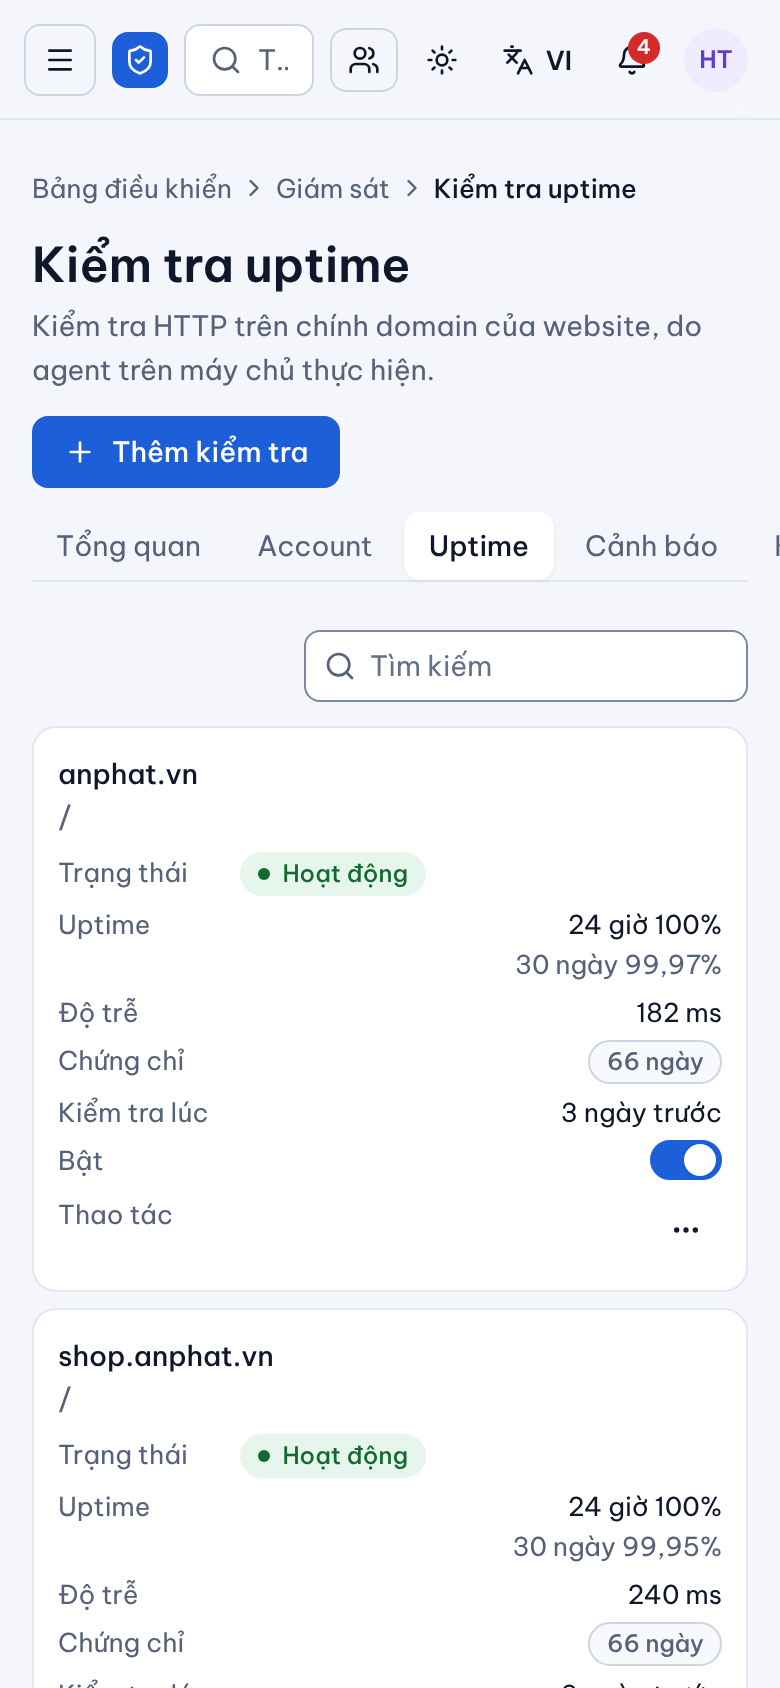 T..
VI
4
HT
Bảng điều khiển > Giám sát > Kiểm tra uptime
Kiểm tra uptime
Kiểm tra HTTP trên chính domain của website, do
agent trên máy chủ thực hiện.
+ Thêm kiểm tra
Tổng quan Account Uptime Cảnh báo
Tìm kiếm
anphat.vn
/
Trạng thái Hoạt động
Uptime 24 giờ 100%
30 ngày 99,97%
Độ trễ 182 ms
Chứng chỉ 66 ngày
Kiểm tra lúc 3 ngày trước
Bật
Thao tác ...
shop.anphat.vn
/
Trạng thái Hoạt động
Uptime 24 giờ 100%
30 ngày 99,95%
Độ trễ 240 ms
Chứng chỉ 66 ngày